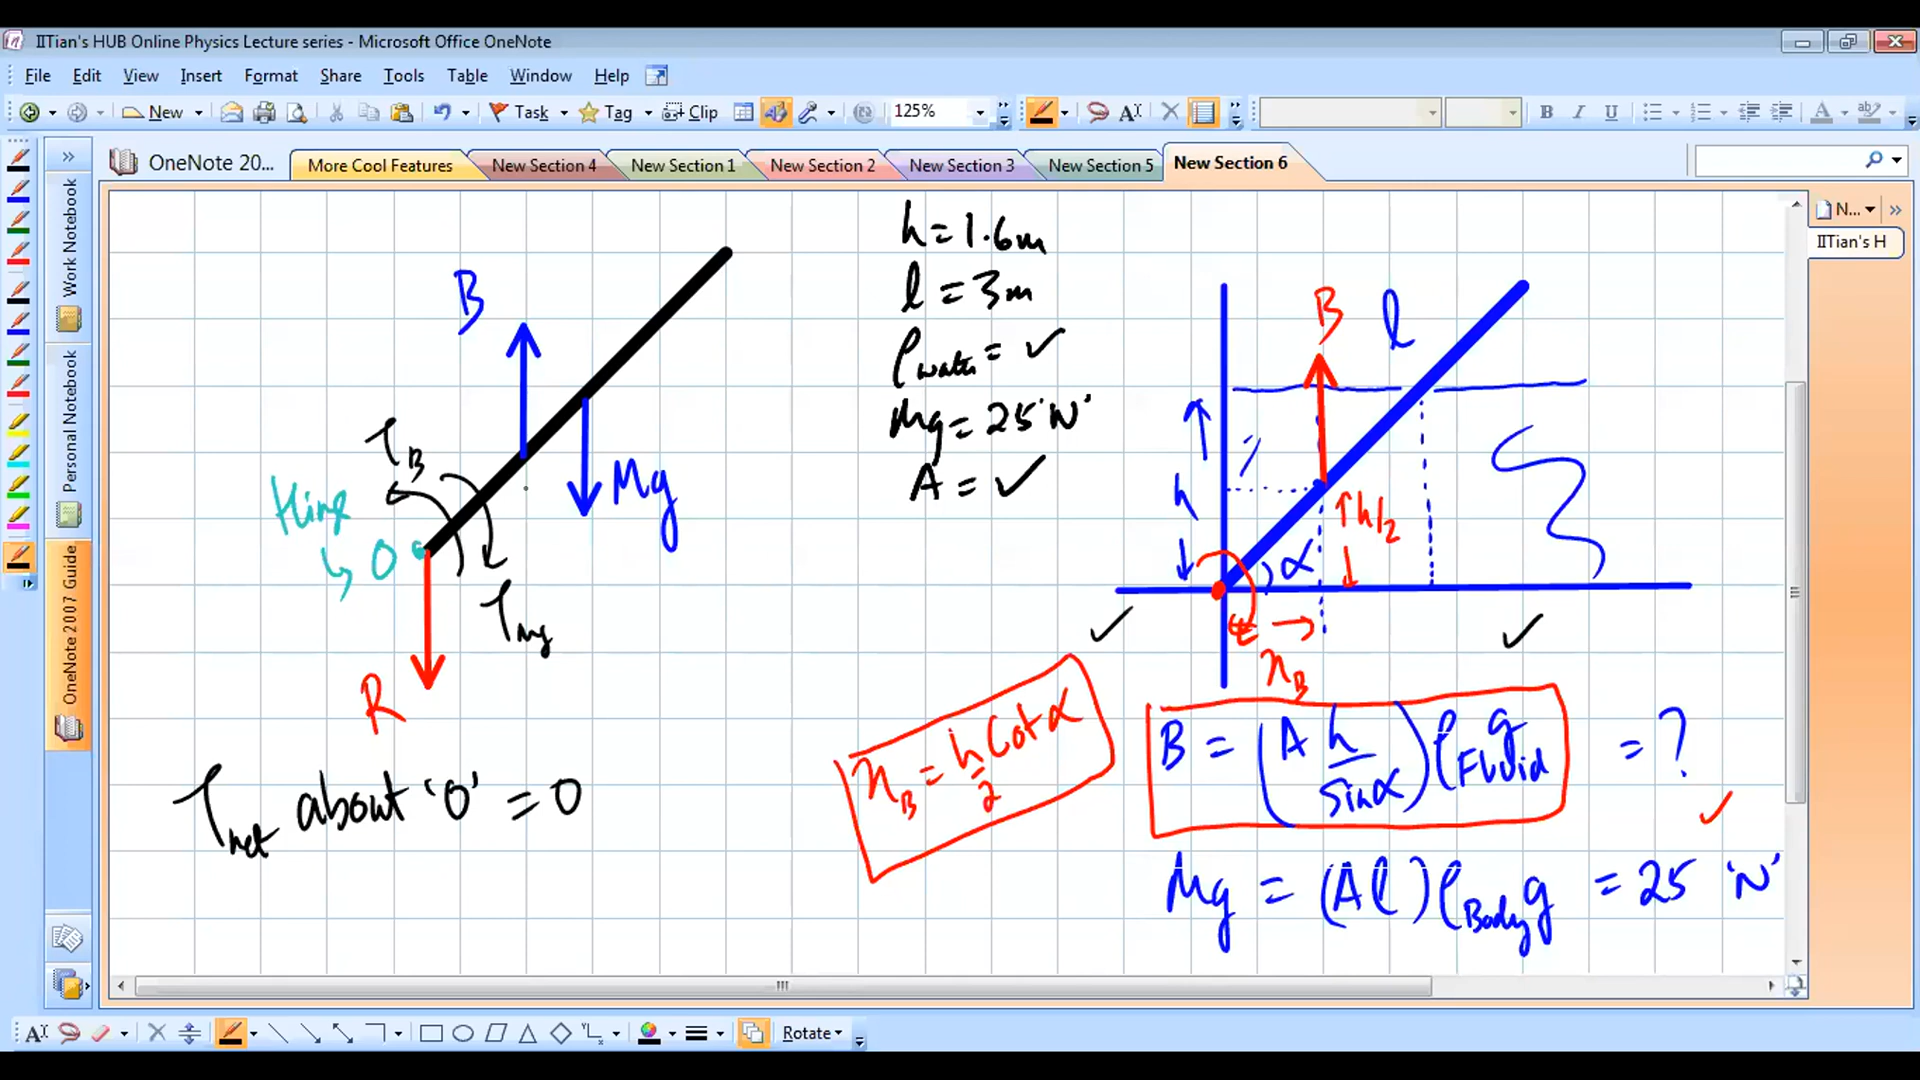 IITian's HUB Online Physics Lecture series - Microsoft Office OneNote
File Edit View Insert Format Share Tools Table Window Help
New Task Tag Clip 125% B I U
OneNote 20... More Cool Features New Section 4 New Section 1 New Section 2 New Section 3 New Section 5 New Section 6
N...
IITian's H
Work Notebook
Personal Notebook
OneNote 2007 Guide
h = 1.6m
l = 3m
ρwater = ✓
Mg = 25 'N'
A = ✓
B
Mg
τB
τMg
Hinge
O
R
τnet about 'O' = 0
B
l
h
h/2
α
xB
xB = h/2 Cot α
B = (A h/sinα) ρFluid g = ?
Mg = (Al) ρBody g = 25 'N'
Rotate